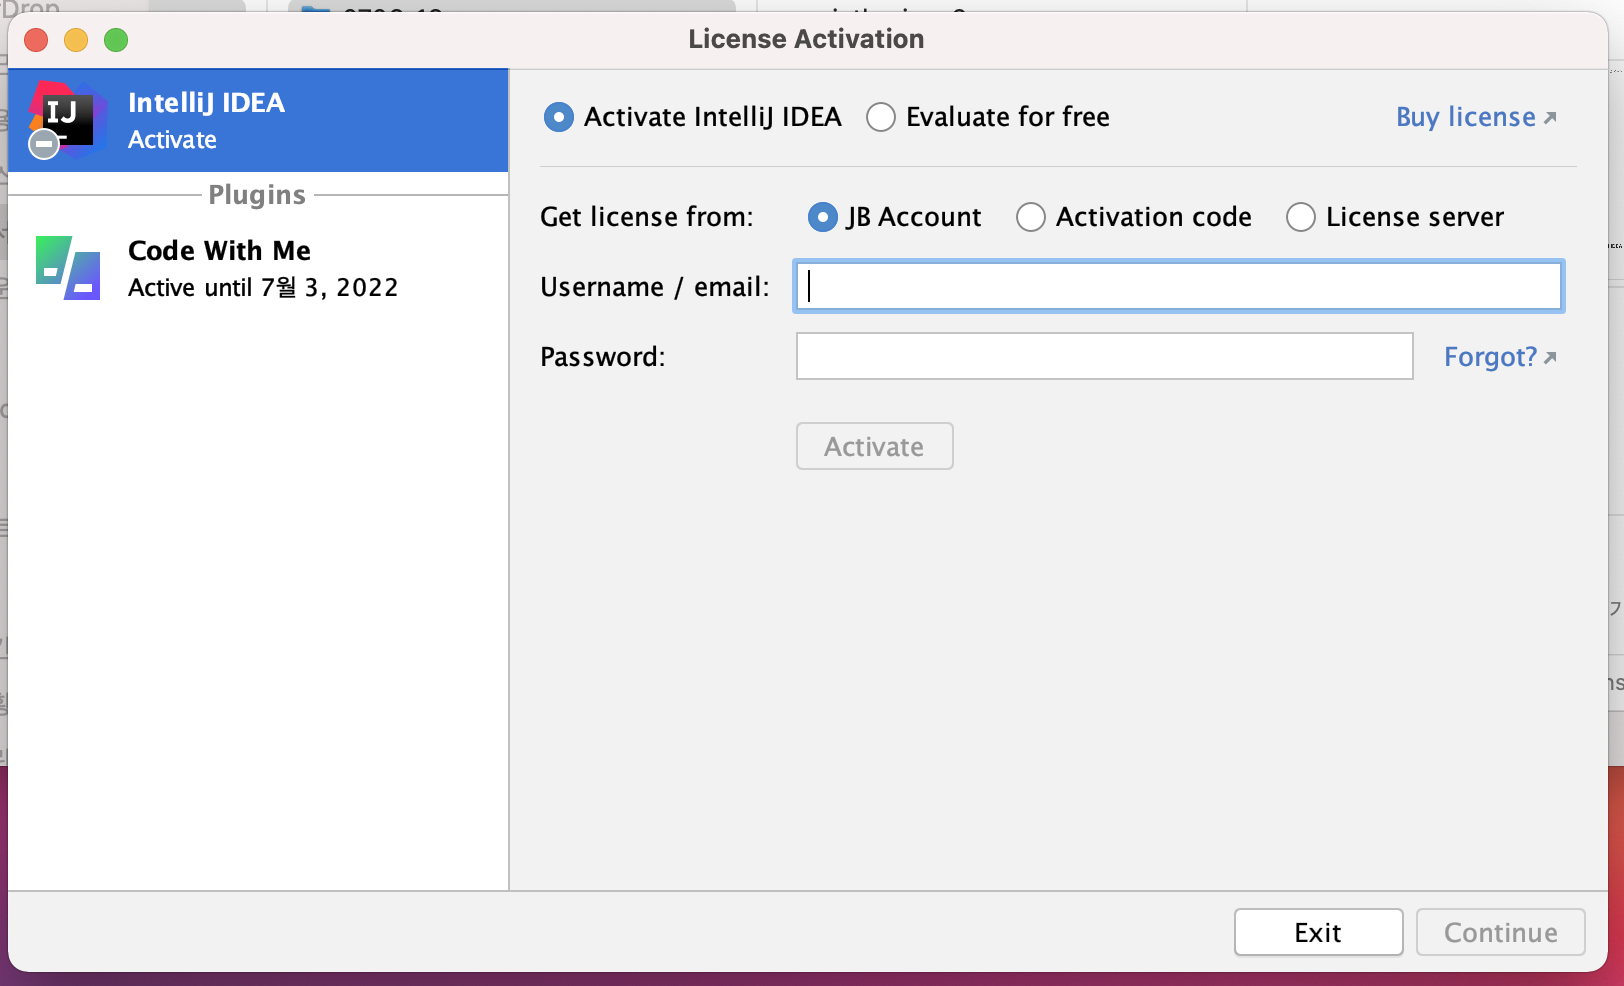 License Activation
IJ
IntelliJ IDEA
Activate
Plugins
Code With Me
Active until 7월 3, 2022
Activate IntelliJ IDEA
Evaluate for free
Buy license
Get license from:
JB Account
Activation code
License server
Username / email:
Password:
Forgot?
Activate
Exit
Continue